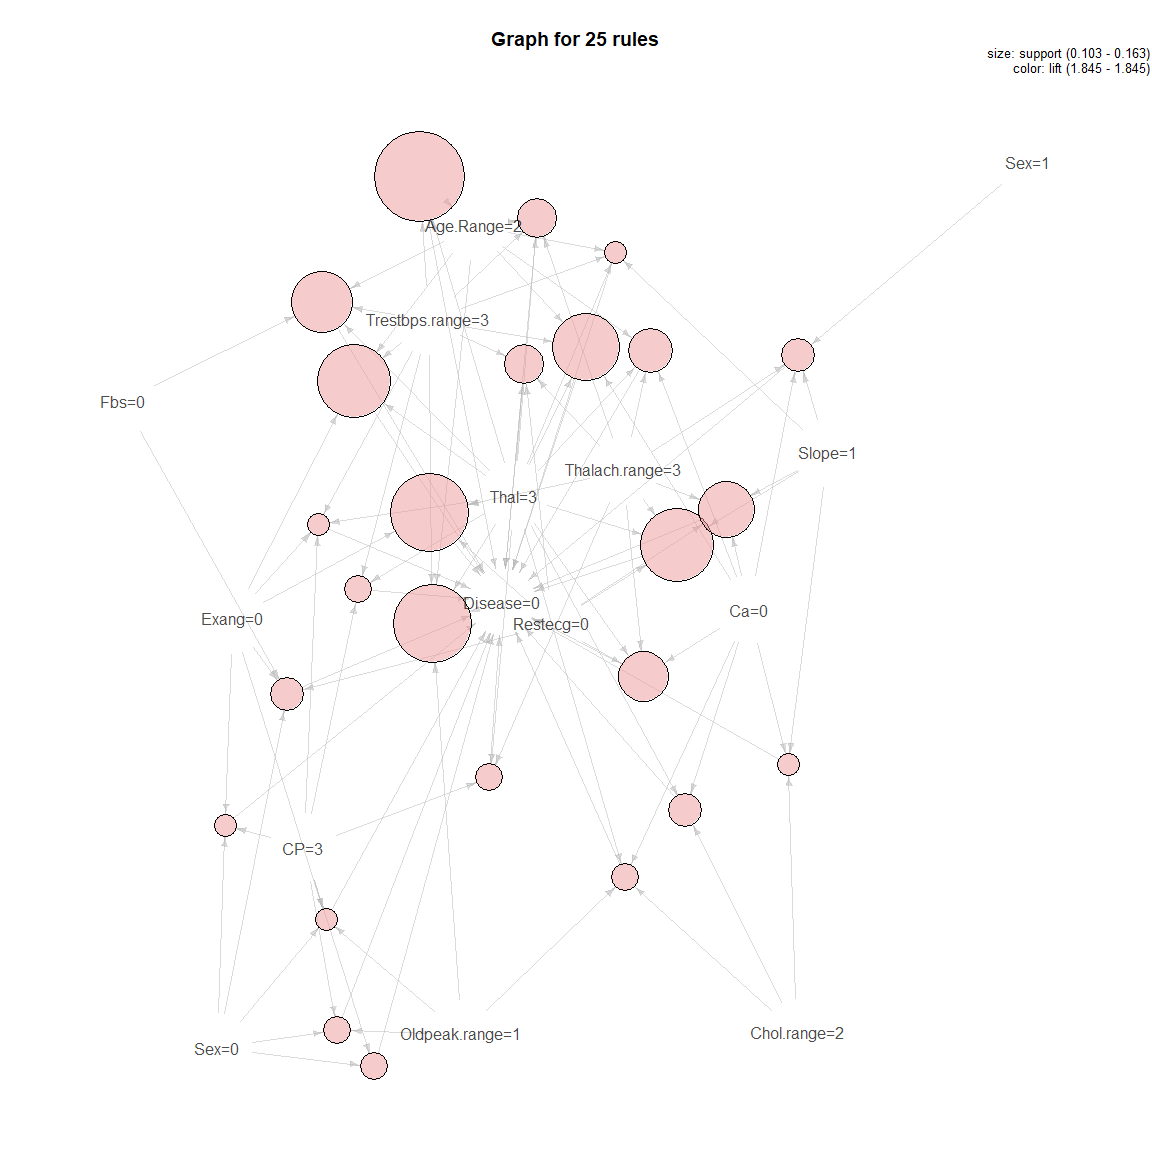 Graph for 25 rules
size: support (0.103 - 0.163)
color: lift (1.845 - 1.845)
Sex=1
Age.Range=2
Trestbps.range=3
Fbs=0
Slope=1
Thalach.range=3
Thal=3
Disease=0
Ca=0
Exang=0
Restecg=0
CP=3
Oldpeak.range=1
Chol.range=2
Sex=0